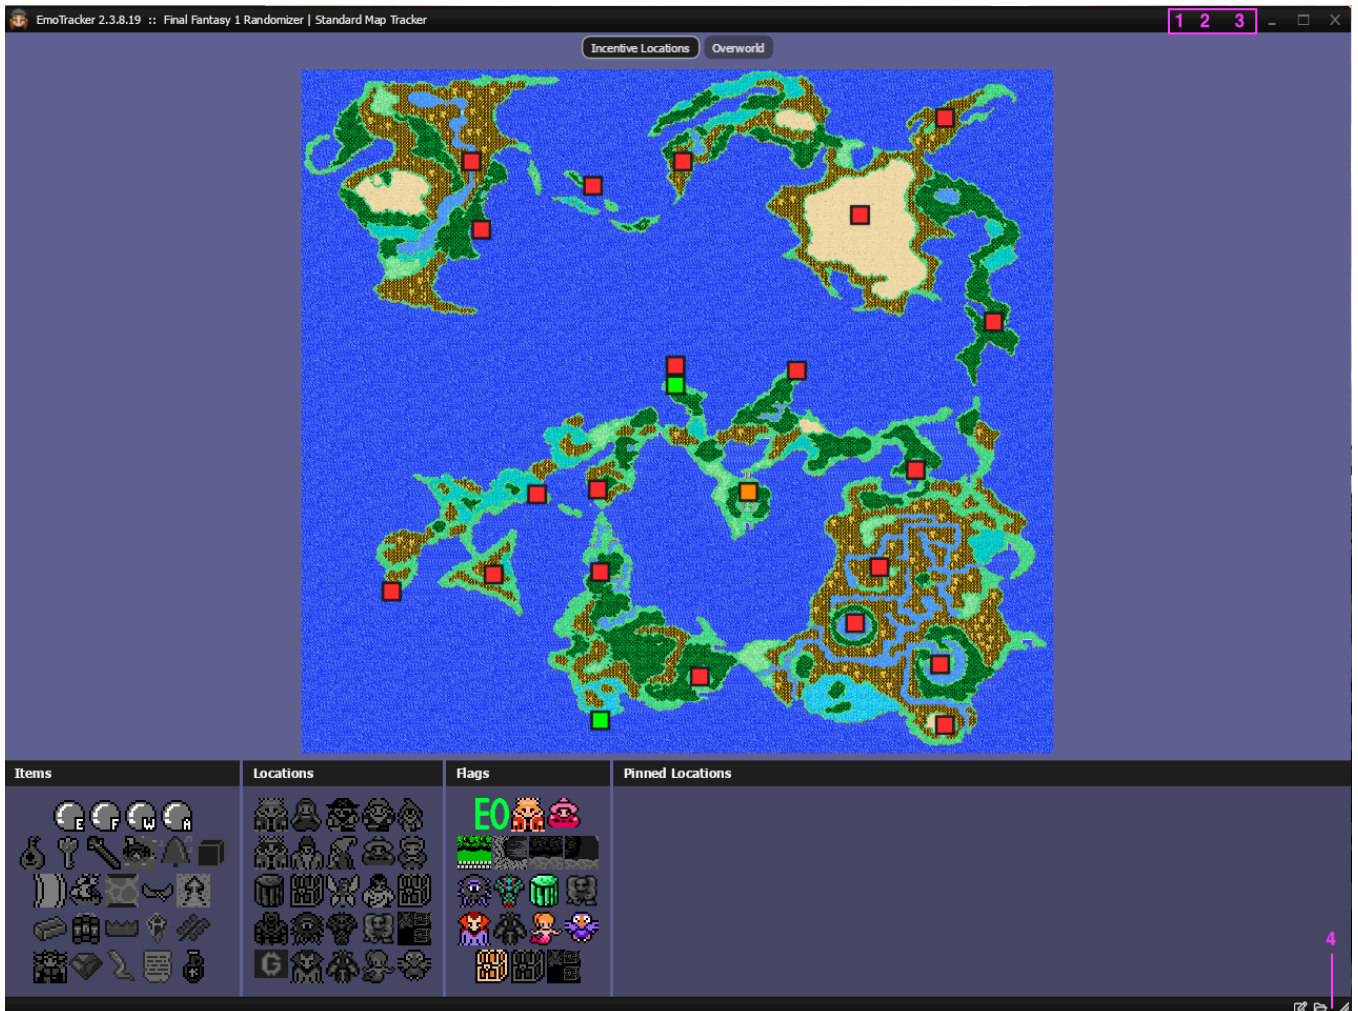 EmoTracker 2.3.8.19 :: Final Fantasy 1 Randomizer | Standard Map Tracker
1 2 3
Incentive Locations Overworld
Items Locations Flags Pinned Locations
E F W A
EO
G
4